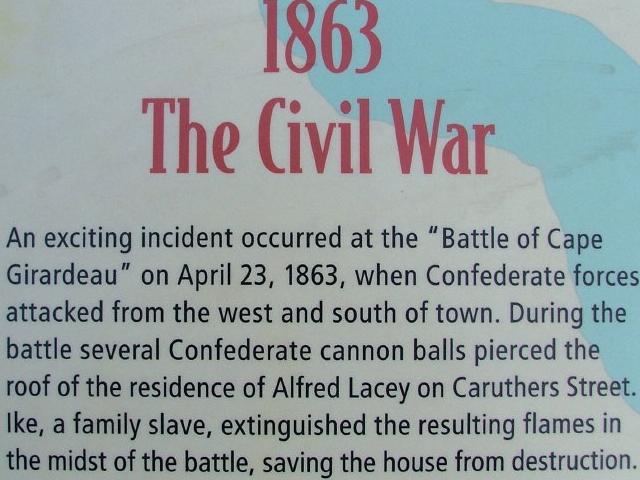 1863
The Civil War
An exciting incident occurred at the “Battle of Cape
Girardeau” on April 23, 1863, when Confederate forces
attacked from the west and south of town. During the
battle several Confederate cannon balls pierced the
roof of the residence of Alfred Lacey on Caruthers Street.
Ike, a family slave, extinguished the resulting flames in
the midst of the battle, saving the house from destruction.